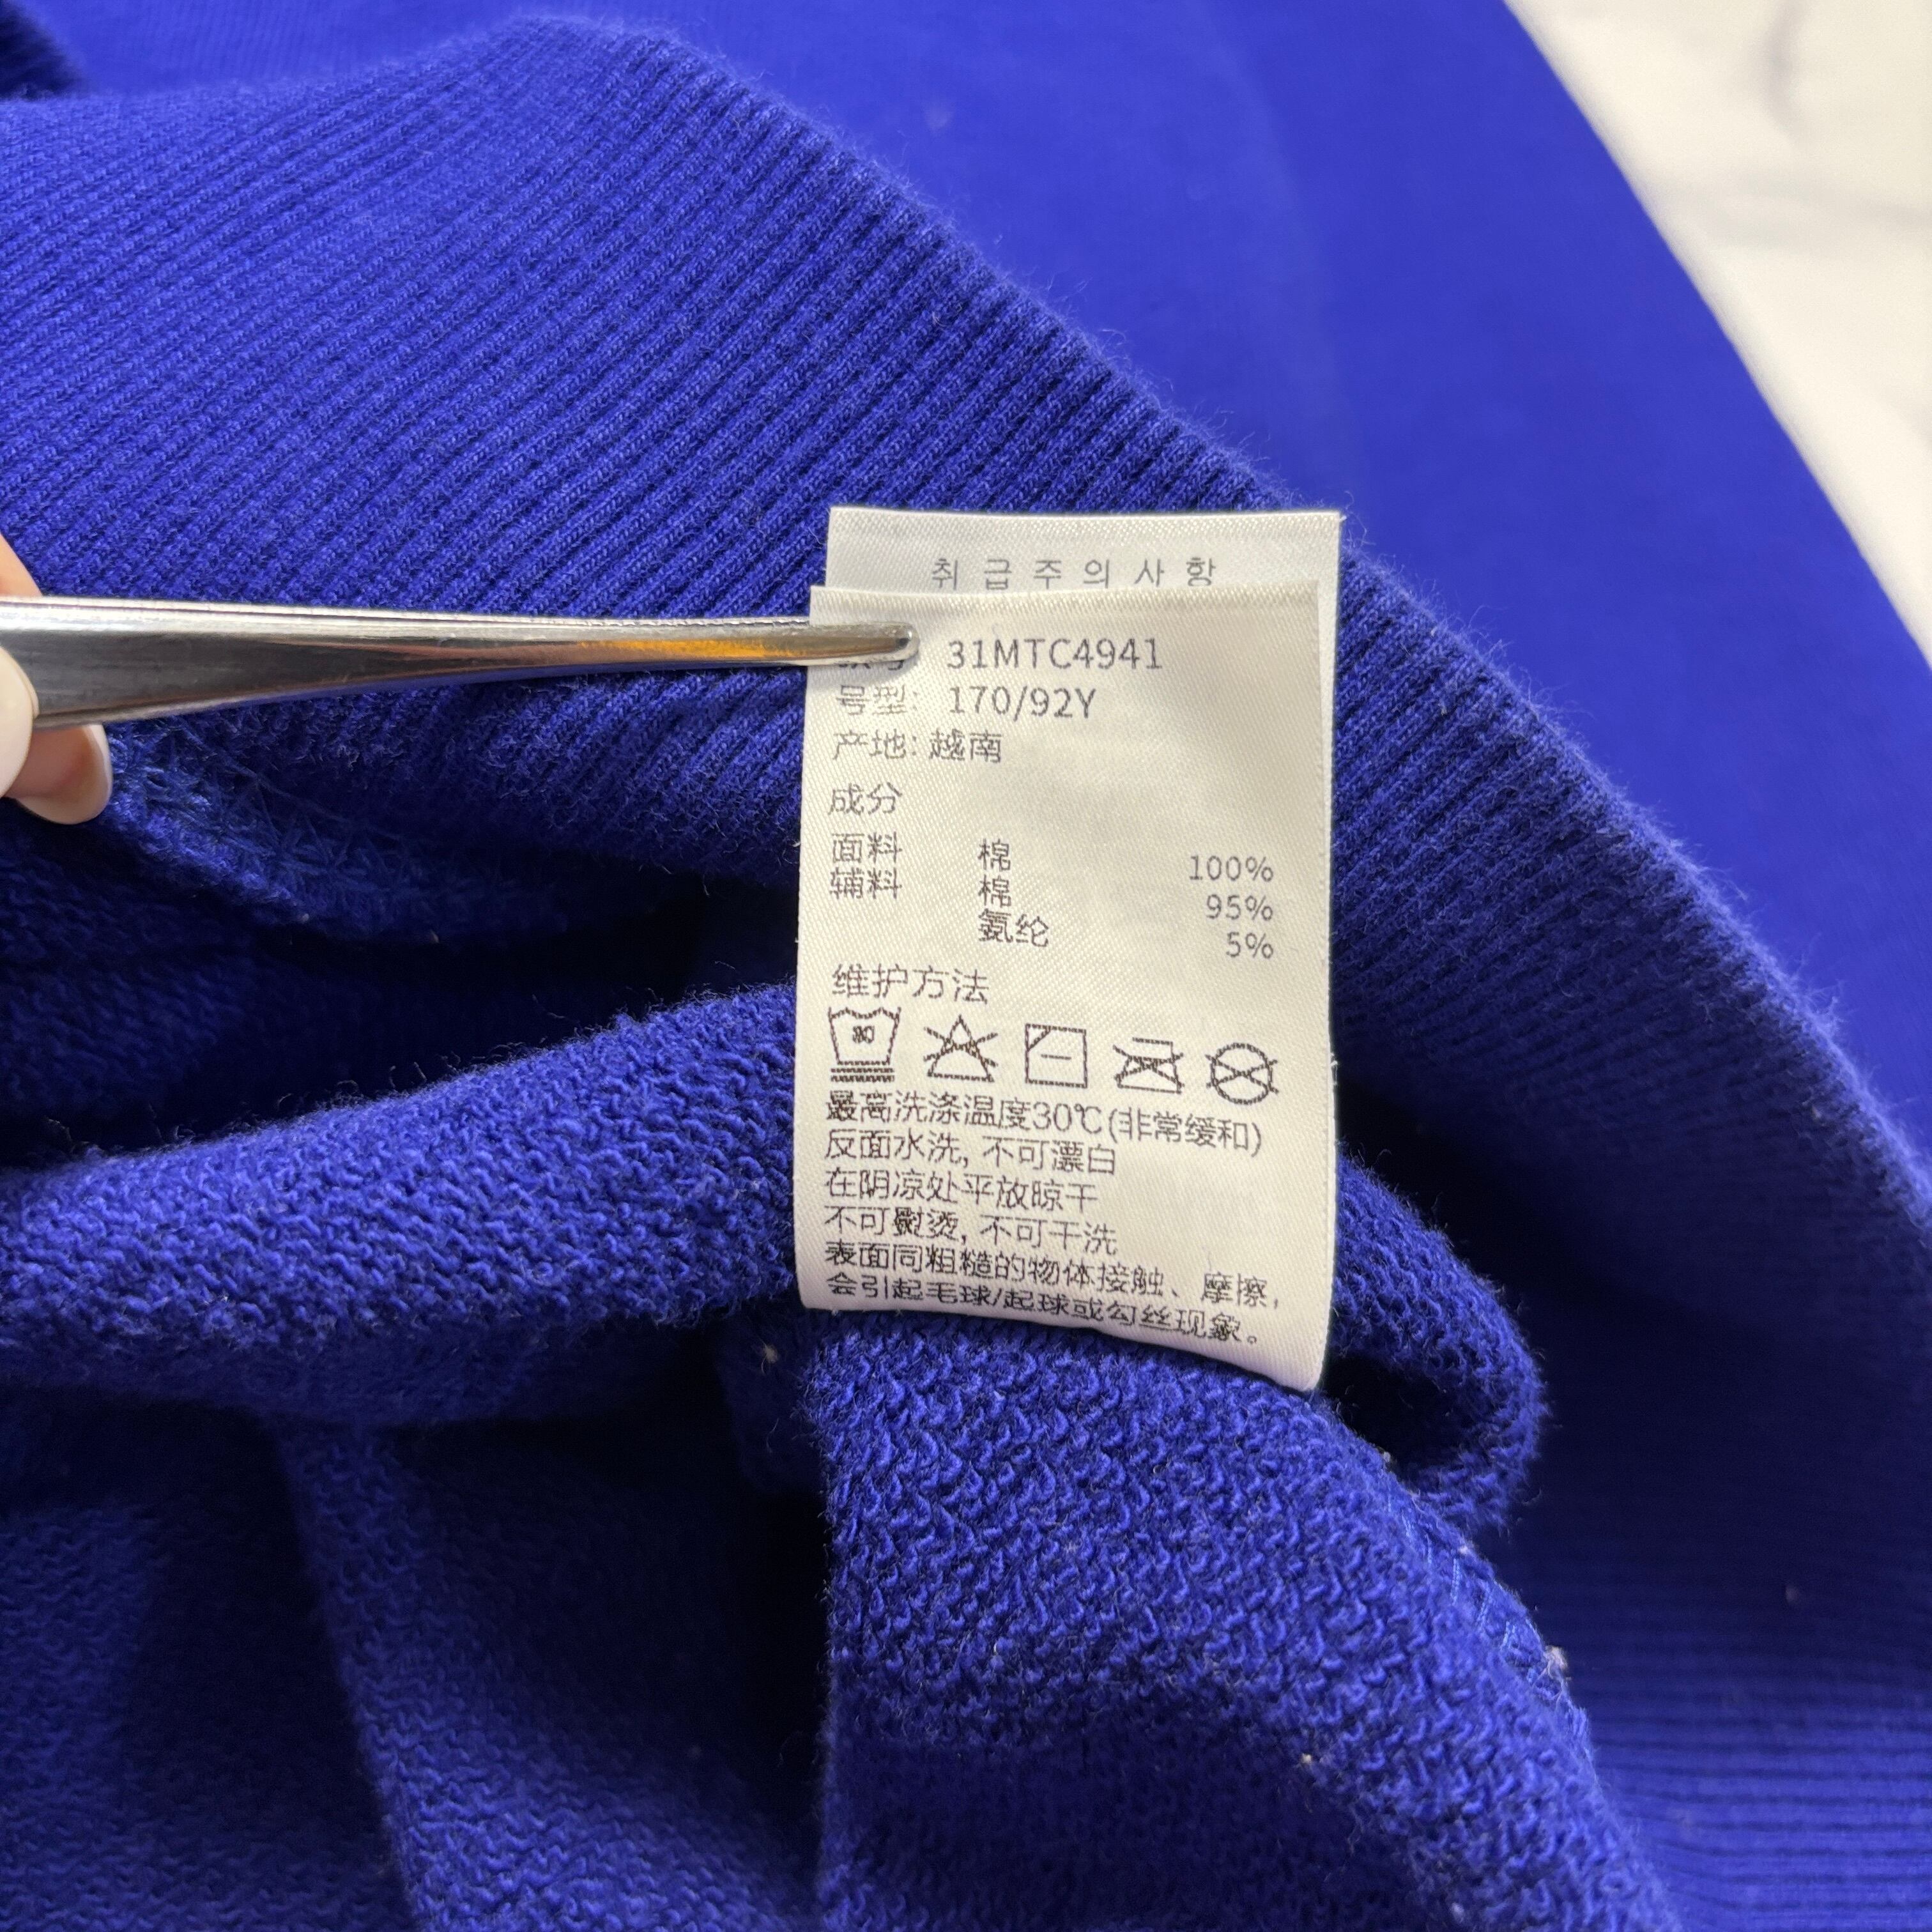 취급주의사항
31MTC4941
号型: 170/92Y
产地: 越南
成分
面料 棉 100%
辅料 棉 95%
氨纶 5%
维护方法
30
最高洗涤温度30℃(非常缓和)
反面水洗, 不可漂白
在阴凉处平放晾干
不可熨烫, 不可干洗
表面同粗糙的物体接触、摩擦,
会引起毛球/起球或勾丝现象。